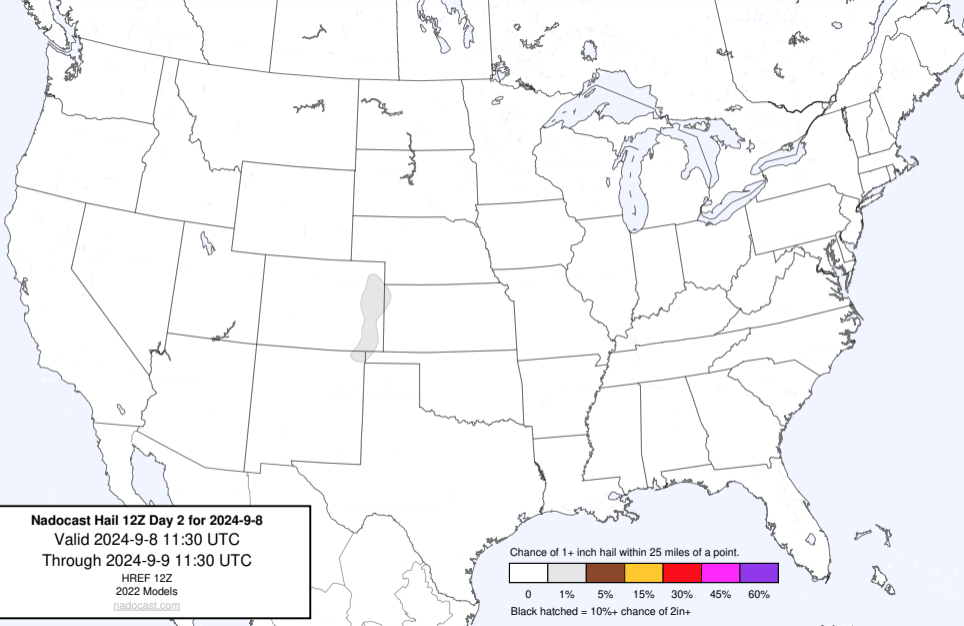 Nadocast Hail 12Z Day 2 for 2024-9-8
Valid 2024-9-8 11:30 UTC
Through 2024-9-9 11:30 UTC
HREF 12Z
2022 Models
nadocast.com
Chance of 1+ inch hail within 25 miles of a point.
0 1% 5% 15% 30% 45% 60%
Black hatched = 10%+ chance of 2in+